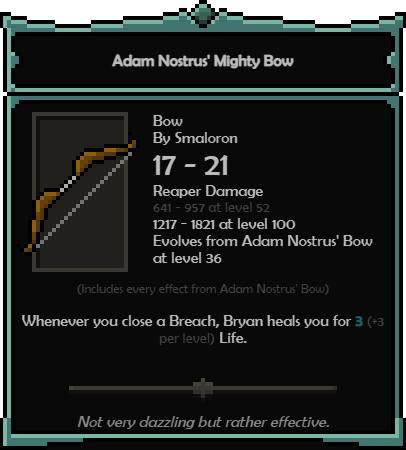 Adam Nostrus' Mighty Bow
Bow
By Smaloron
17 - 21
Reaper Damage
641 - 957 at level 52
1217 - 1821 at level 100
Evolves from Adam Nostrus' Bow
at level 36
(Includes every effect from Adam Nostrus' Bow)
Whenever you close a Breach, Bryan heals you for 3 (+3
per level) Life.
Not very dazzling but rather effective.